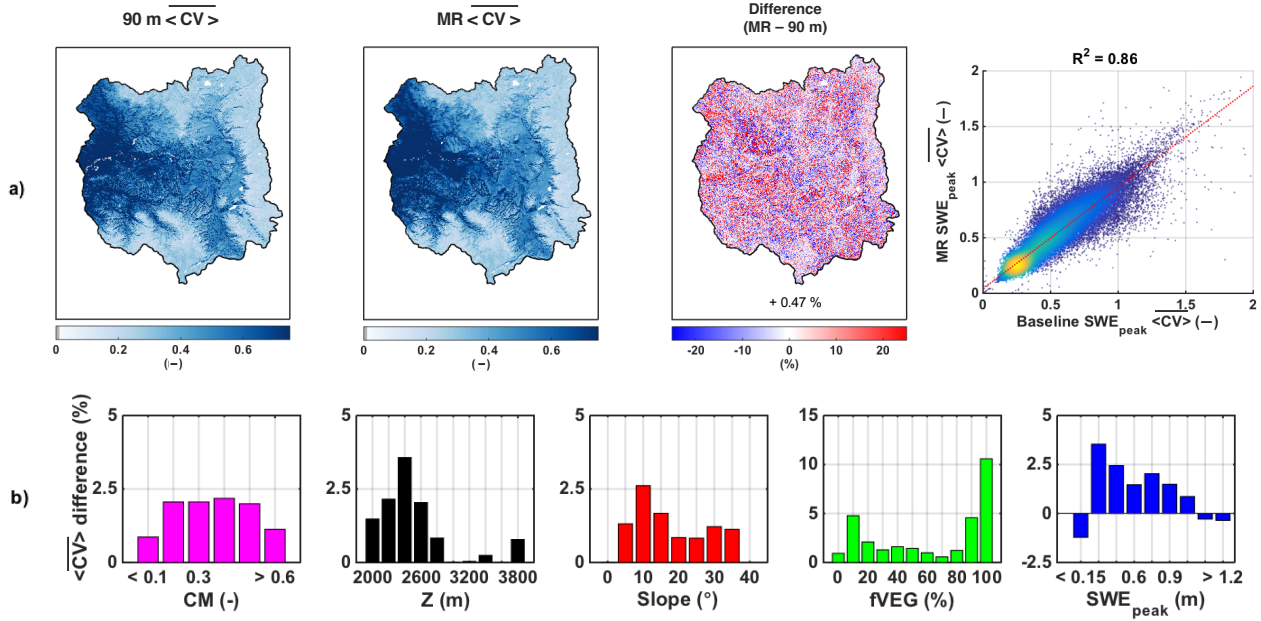 90 m <CV>
MR <CV>
Difference
(MR – 90 m)
R² = 0.86
a)
+ 0.47 %
0 0.2 0.4 0.6
(–)
0 0.2 0.4 0.6
(–)
-20 -10 0 10 20
(%)
MR SWEpeak <CV> (–)
2
1.5
1
0.5
0
0 0.5 1 1.5 2
Baseline SWEpeak <CV> (–)
b)
<CV> difference (%)
5
2.5
0
< 0.1 0.3 > 0.6
CM (-)
5
2.5
0
2000 2600 3200 3800
Z (m)
5
2.5
0
0 10 20 30 40
Slope (°)
15
10
5
0
0 20 40 60 80 100
fVEG (%)
5
2.5
0
-2.5
< 0.15 0.6 0.9 > 1.2
SWEpeak (m)